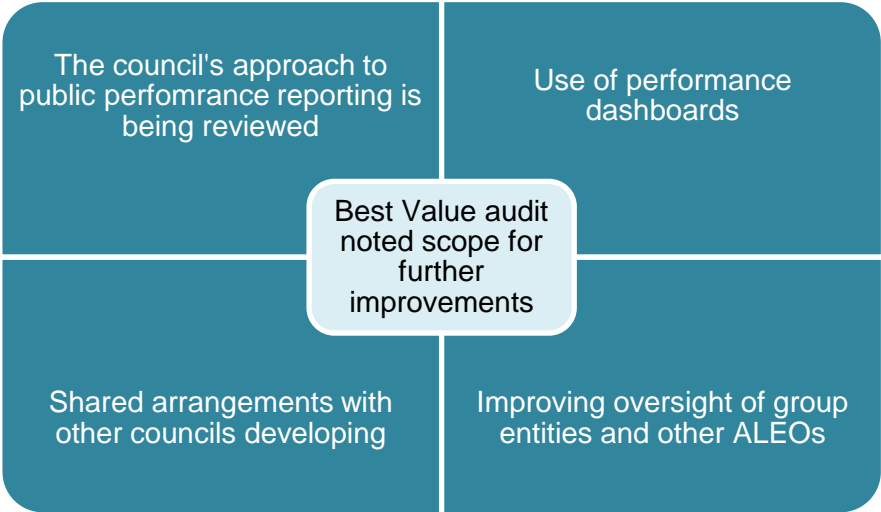 The council's approach to
public perfomrance reporting is
being reviewed
Use of performance
dashboards
Best Value audit
noted scope for
further
improvements
Shared arrangements with
other councils developing
Improving oversight of group
entities and other ALEOs